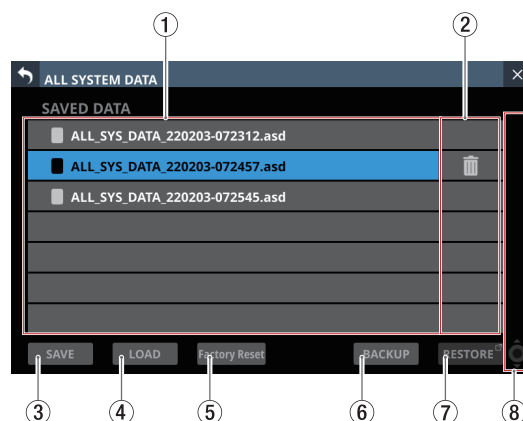 ① ②
ALL SYSTEM DATA
SAVED DATA
ALL_SYS_DATA_220203-072312.asd
ALL_SYS_DATA_220203-072457.asd
ALL_SYS_DATA_220203-072545.asd
SAVE LOAD Factory Reset BACKUP RESTORE
③ ④ ⑤ ⑥ ⑦ ⑧